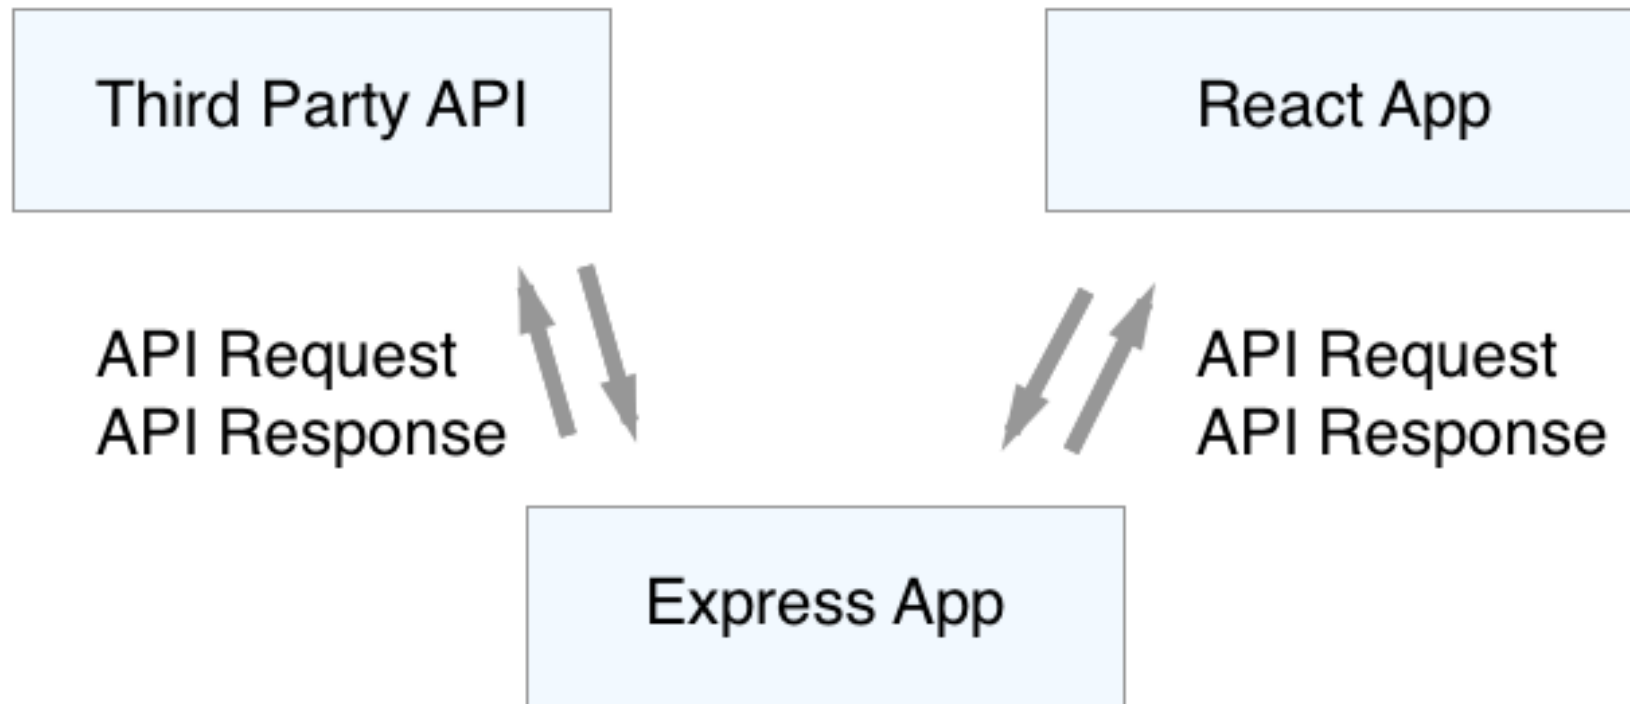 Third Party API
React App
API Request
API Response
API Request
API Response
Express App